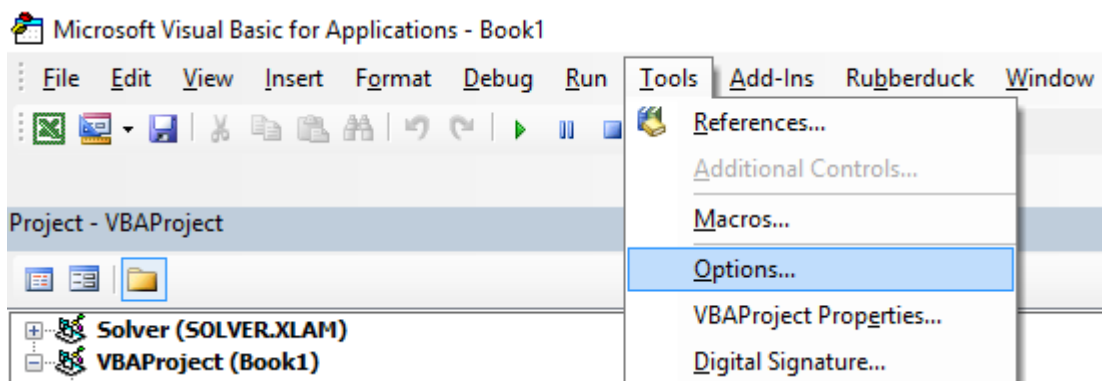 Microsoft Visual Basic for Applications - Book1
File Edit View Insert Format Debug Run Tools Add-Ins Rubberduck Window
References...
Additional Controls...
Macros...
Project - VBAProject
Options...
VBAProject Properties...
Solver (SOLVER.XLAM)
VBAProject (Book1)
Digital Signature...